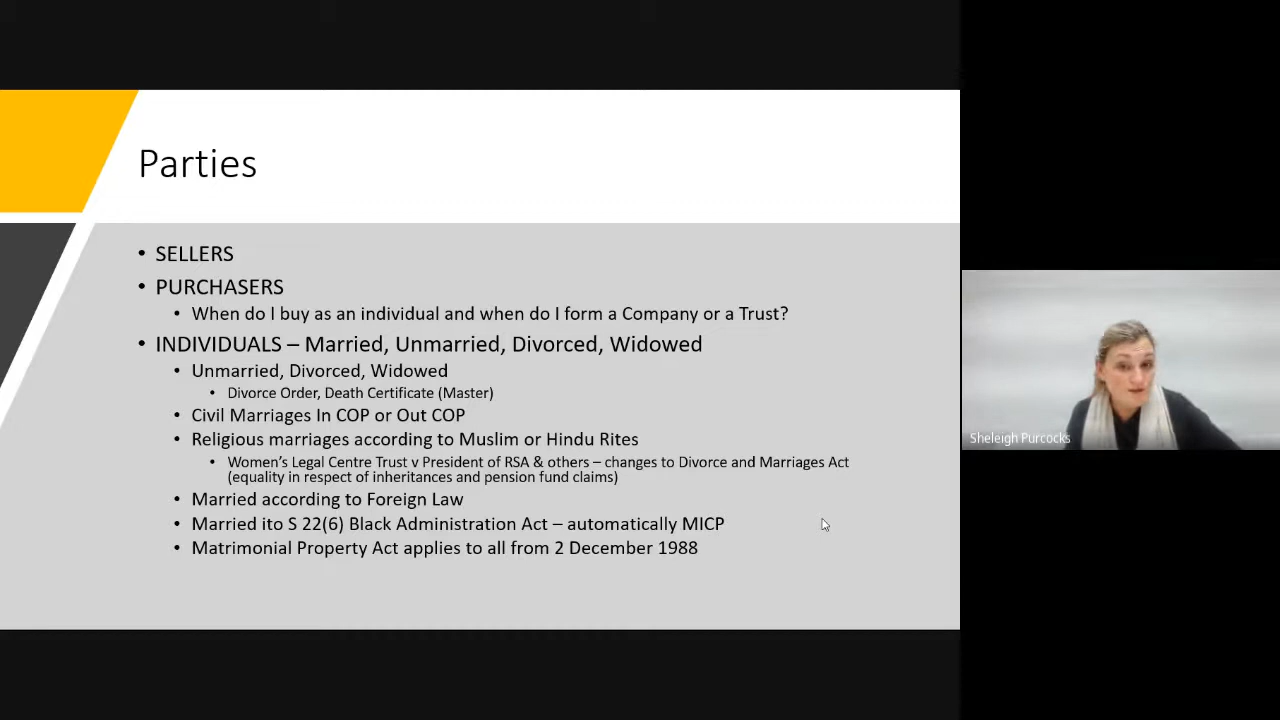 Parties
• SELLERS
• PURCHASERS
• When do I buy as an individual and when do I form a Company or a Trust?
• INDIVIDUALS – Married, Unmarried, Divorced, Widowed
• Unmarried, Divorced, Widowed
• Divorce Order, Death Certificate (Master)
• Civil Marriages In COP or Out COP
• Religious marriages according to Muslim or Hindu Rites
• Women's Legal Centre Trust v President of RSA & others – changes to Divorce and Marriages Act
(equality in respect of inheritances and pension fund claims)
• Married according to Foreign Law
• Married ito S 22(6) Black Administration Act – automatically MICP
• Matrimonial Property Act applies to all from 2 December 1988
Sheleigh Purcocks